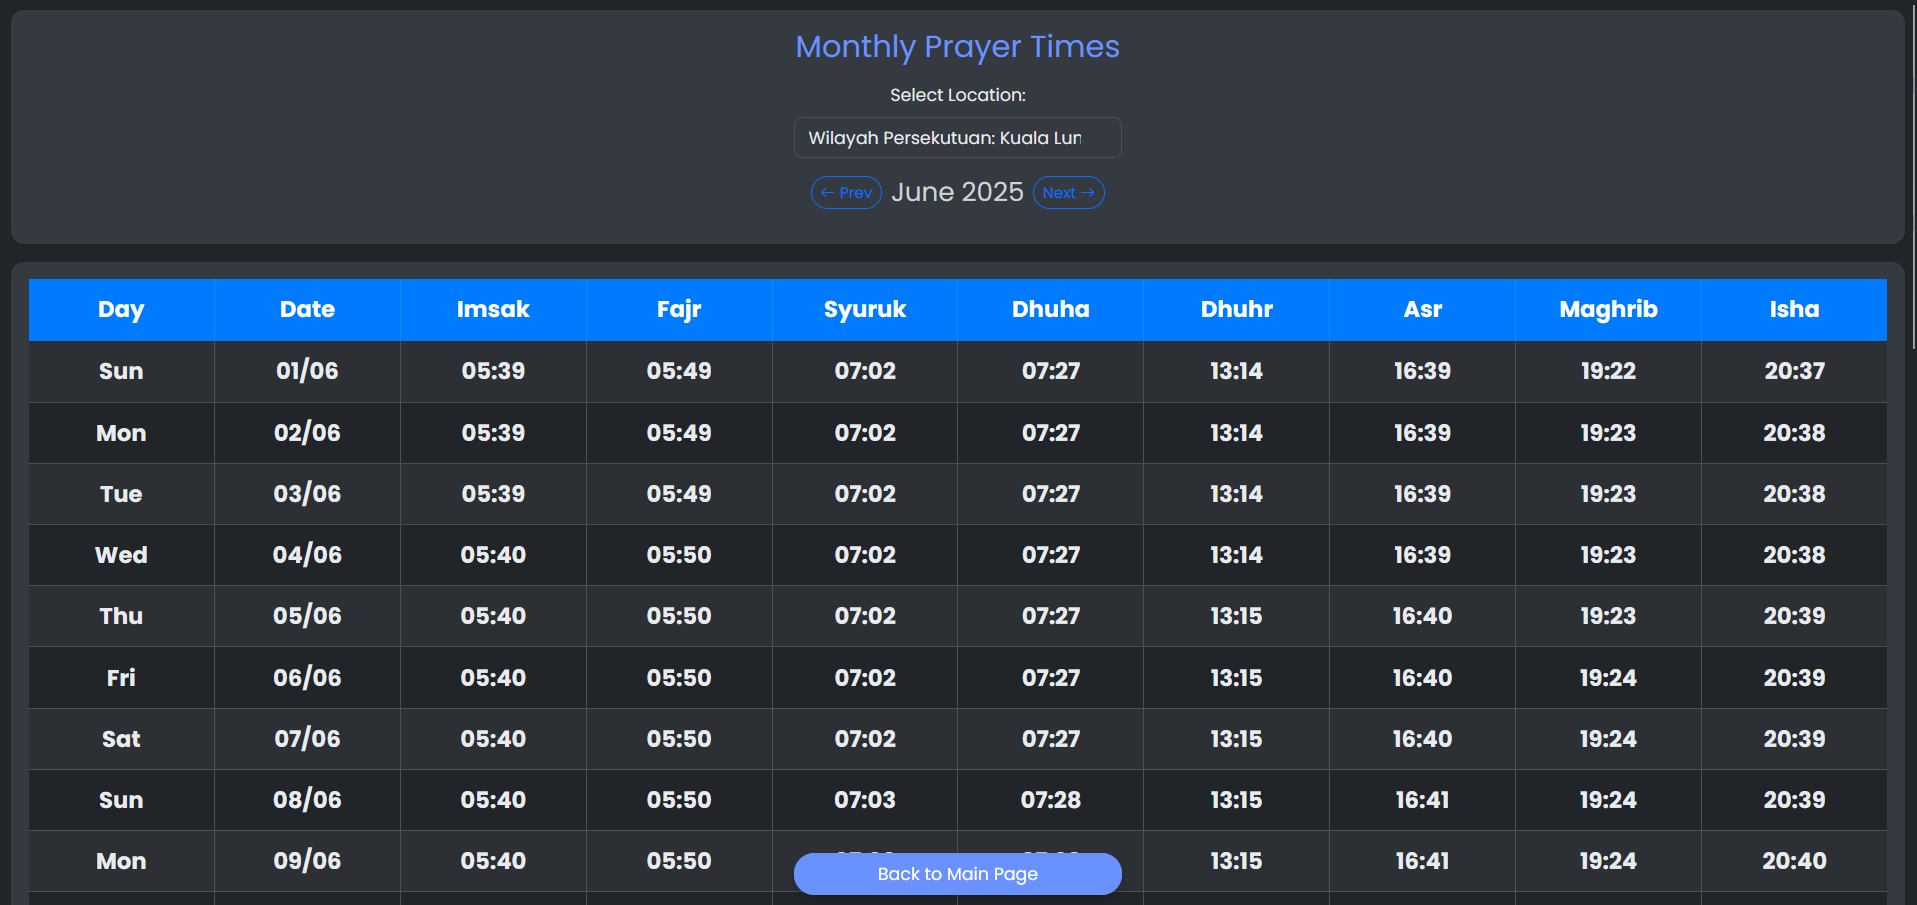 Monthly Prayer Times
Select Location:
Wilayah Persekutuan: Kuala Lun
← Prev June 2025 Next →
Day Date Imsak Fajr Syuruk Dhuha Dhuhr Asr Maghrib Isha
Sun 01/06 05:39 05:49 07:02 07:27 13:14 16:39 19:22 20:37
Mon 02/06 05:39 05:49 07:02 07:27 13:14 16:39 19:23 20:38
Tue 03/06 05:39 05:49 07:02 07:27 13:14 16:39 19:23 20:38
Wed 04/06 05:40 05:50 07:02 07:27 13:14 16:39 19:23 20:38
Thu 05/06 05:40 05:50 07:02 07:27 13:15 16:40 19:23 20:39
Fri 06/06 05:40 05:50 07:02 07:27 13:15 16:40 19:24 20:39
Sat 07/06 05:40 05:50 07:02 07:27 13:15 16:40 19:24 20:39
Sun 08/06 05:40 05:50 07:03 07:28 13:15 16:41 19:24 20:39
Mon 09/06 05:40 05:50 13:15 16:41 19:24 20:40
Back to Main Page